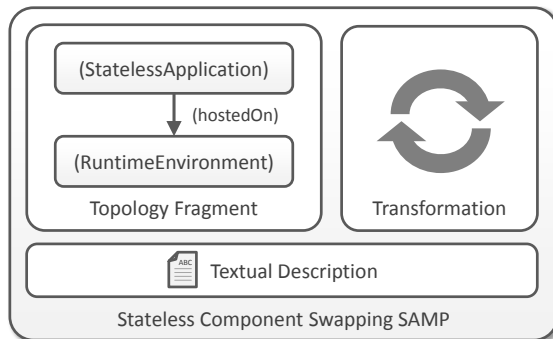 (StatelessApplication)
(hostedOn)
(RuntimeEnvironment)
Topology Fragment
Transformation
ABC
Textual Description
Stateless Component Swapping SAMP